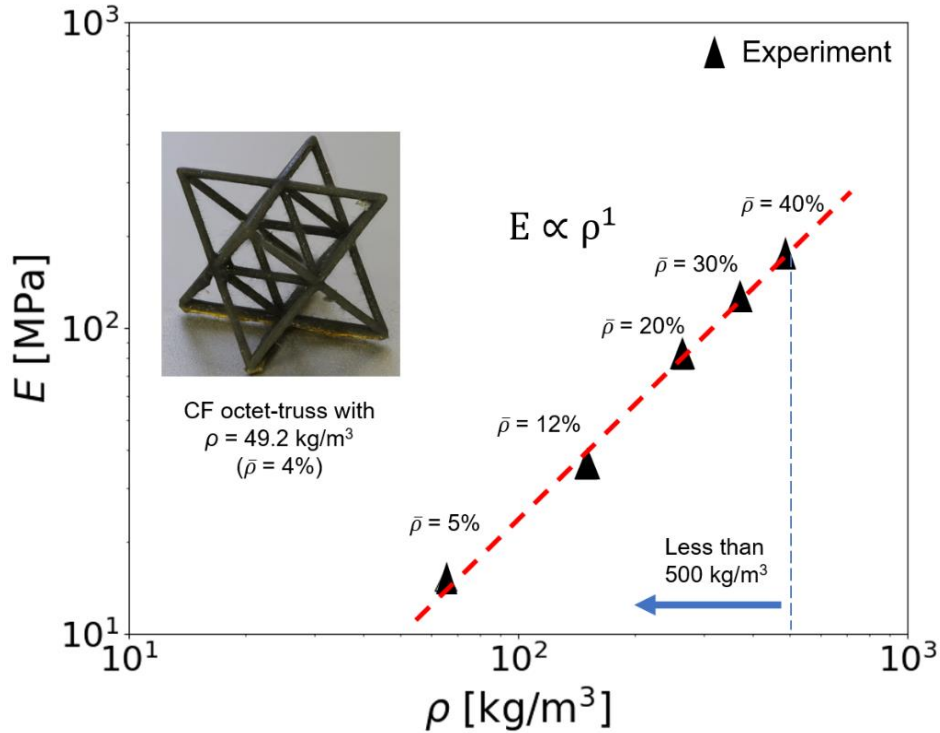 10³
Experiment
ρ̄ = 40%
E ∝ ρ¹
ρ̄ = 30%
ρ̄ = 20%
10²
E [MPa]
CF octet-truss with
ρ = 49.2 kg/m³
(ρ̄ = 4%)
ρ̄ = 12%
ρ̄ = 5%
Less than
500 kg/m³
10¹
10¹
10²
10³
ρ [kg/m³]